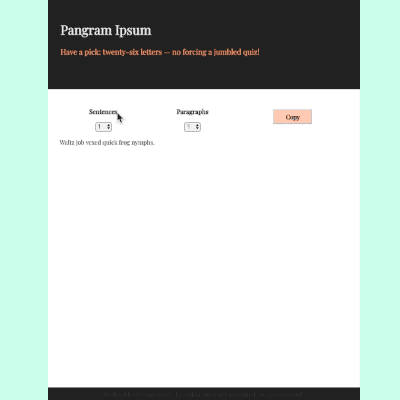 Pangram Ipsum
Have a pick: twenty-six letters — no forcing a jumbled quiz!
Sentences
Paragraphs
Copy
1
1
Waltz job vexed quick frog nymphs.